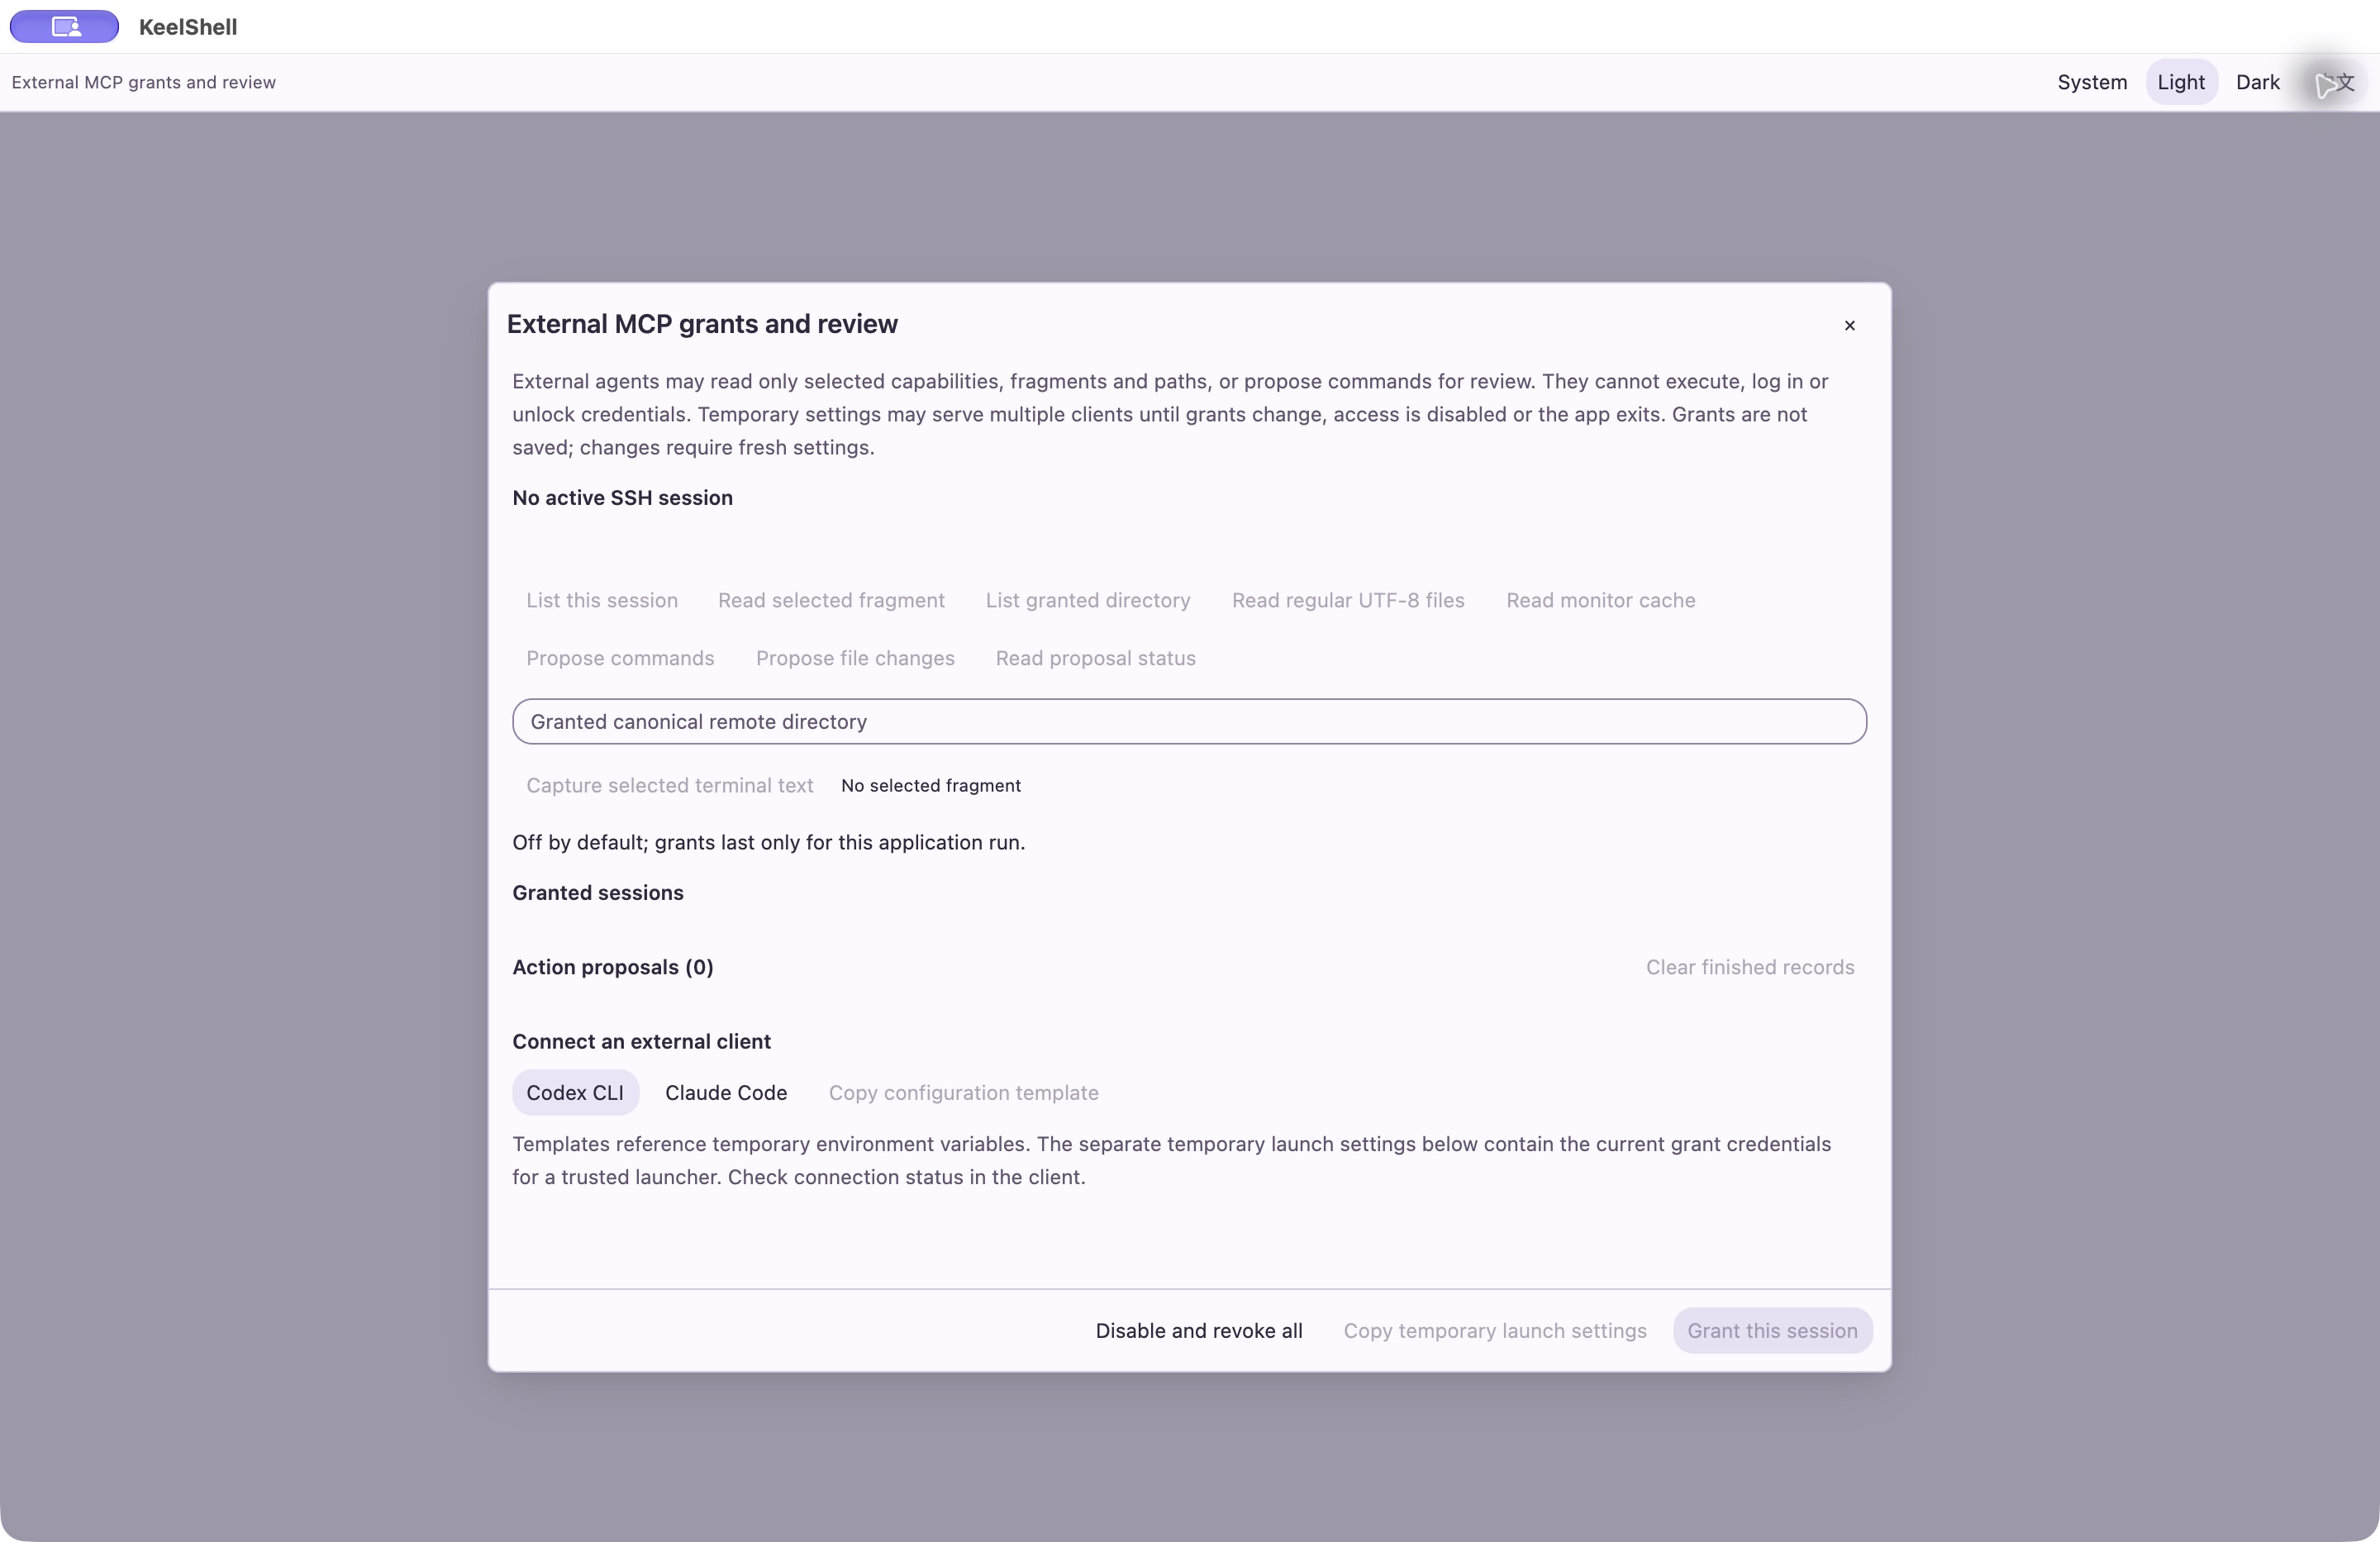 KeelShell
External MCP grants and review
System Light Dark 文
External MCP grants and review
×
External agents may read only selected capabilities, fragments and paths, or propose commands for review. They cannot execute, log in or
unlock credentials. Temporary settings may serve multiple clients until grants change, access is disabled or the app exits. Grants are not
saved; changes require fresh settings.
No active SSH session
List this session Read selected fragment List granted directory Read regular UTF-8 files Read monitor cache
Propose commands Propose file changes Read proposal status
Granted canonical remote directory
Capture selected terminal text No selected fragment
Off by default; grants last only for this application run.
Granted sessions
Action proposals (0) Clear finished records
Connect an external client
Codex CLI Claude Code Copy configuration template
Templates reference temporary environment variables. The separate temporary launch settings below contain the current grant credentials
for a trusted launcher. Check connection status in the client.
Disable and revoke all Copy temporary launch settings Grant this session